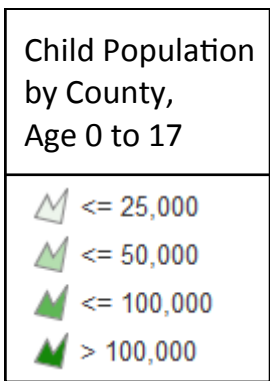 Child Population
by County,
Age 0 to 17
<= 25,000
<= 50,000
<= 100,000
> 100,000